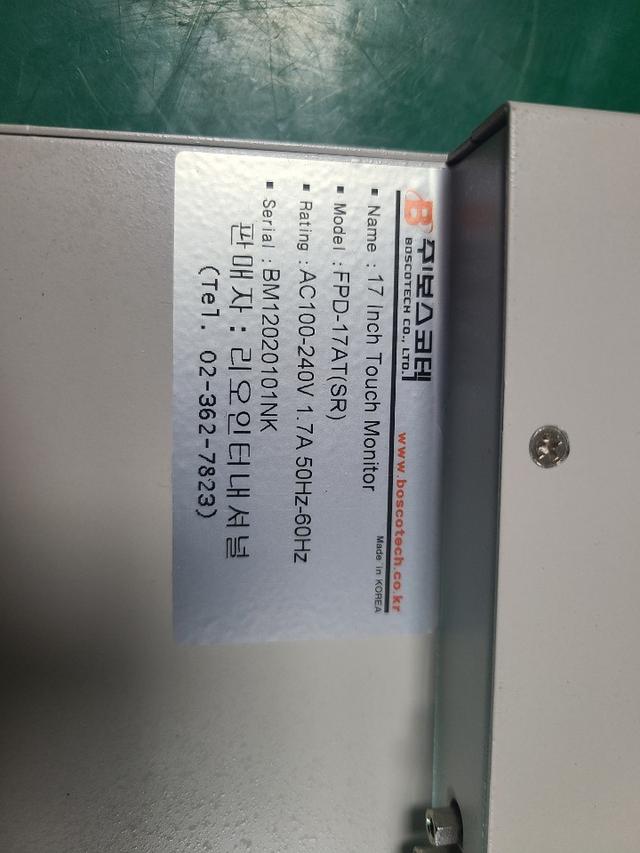 주)보스코텍
BOSCOTECH CO., LTD.
www.boscotech.co.kr
Made in KOREA
▪ Name : 17 Inch Touch Monitor
▪ Model : FPD-17AT(SR)
▪ Rating : AC100-240V 1.7A 50Hz-60Hz
▪ Serial : BM12020101NK
판매자: 리오인터내셔널
(Tel. 02-362-7823)